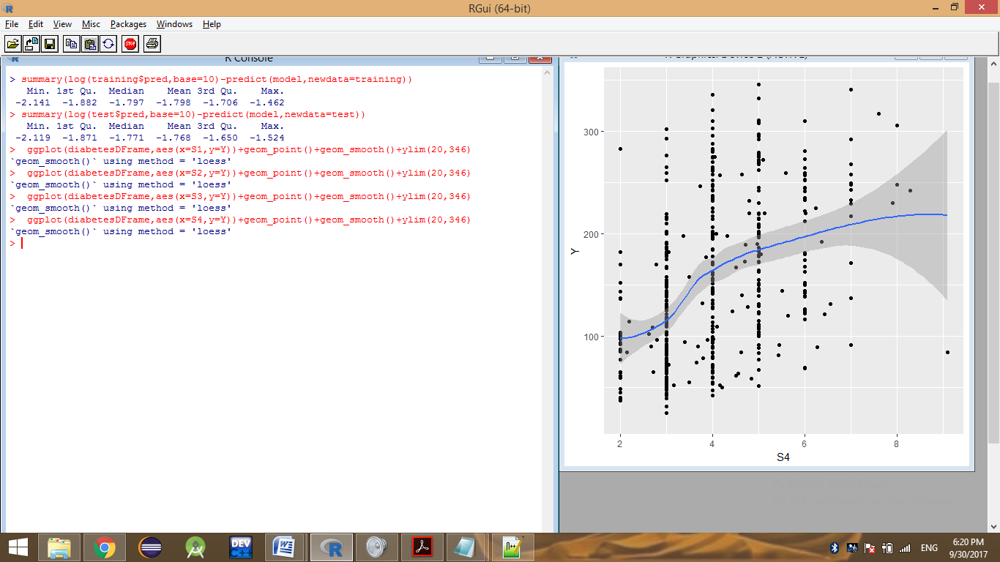 RGui (64-bit)
File Edit View Misc Packages Windows Help
STOP
R Console
> summary(log(training$pred,base=10)-predict(model,newdata=training))
Min. 1st Qu. Median Mean 3rd Qu. Max.
-2.141 -1.882 -1.797 -1.798 -1.706 -1.462
> summary(log(test$pred,base=10)-predict(model,newdata=test))
Min. 1st Qu. Median Mean 3rd Qu. Max.
-2.119 -1.871 -1.771 -1.768 -1.650 -1.524
> ggplot(diabetesDFrame,aes(x=S1,y=Y))+geom_point()+geom_smooth()+ylim(20,346)
`geom_smooth()` using method = 'loess'
> ggplot(diabetesDFrame,aes(x=S2,y=Y))+geom_point()+geom_smooth()+ylim(20,346)
`geom_smooth()` using method = 'loess'
> ggplot(diabetesDFrame,aes(x=S3,y=Y))+geom_point()+geom_smooth()+ylim(20,346)
`geom_smooth()` using method = 'loess'
> ggplot(diabetesDFrame,aes(x=S4,y=Y))+geom_point()+geom_smooth()+ylim(20,346)
`geom_smooth()` using method = 'loess'
>
300
200
100
Y
2 4 6 8
S4
DEV
C++
ENG
6:20 PM
9/30/2017